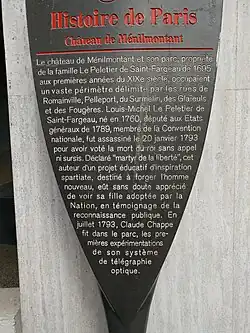 Histoire de Paris
Château de Ménilmontant
Le château de Ménilmontant et son parc, propriété
de la famille Le Peletier de Saint-Fargeau de 1695
aux premières années du XIXe siècle, occupaient
un vaste périmètre délimité par les rues de
Romainville, Pelleport, du Surmelin, des Glaïeuls
et des Fougères. Louis-Michel Le Peletier de
Saint-Fargeau, né en 1760, député aux Etats
généraux de 1789, membre de la Convention
nationale, fut assassiné le 20 janvier 1793
pour avoir voté la mort du roi sans appel
ni sursis. Déclaré "martyr de la liberté", cet
auteur d'un projet éducatif d'inspiration
spartiate, destiné à forger l'homme
nouveau, eût sans doute apprécié
de voir sa fille adoptée par la
Nation, en témoignage de la
reconnaissance publique. En
juillet 1793, Claude Chappe
fit dans le parc, les pre-
mières expérimentations
de son système
de télégraphie
optique.